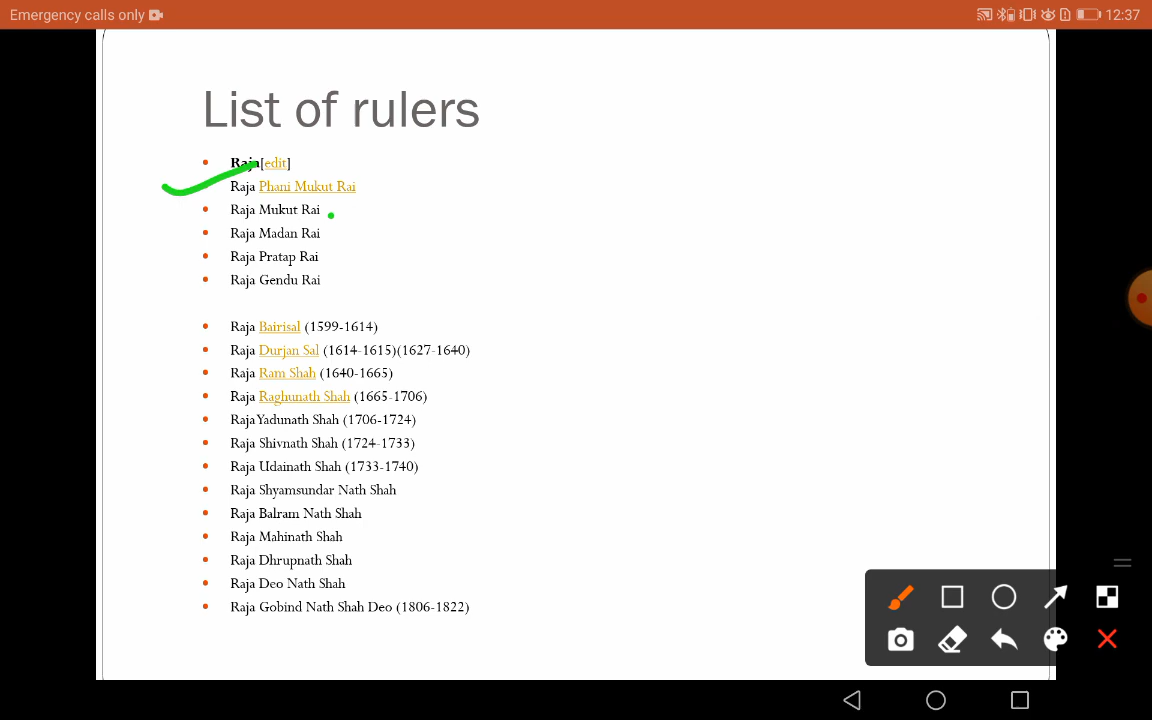 Emergency calls only
12:37
List of rulers
Raja[edit]
Raja Phani Mukut Rai
Raja Mukut Rai
Raja Madan Rai
Raja Pratap Rai
Raja Gendu Rai
Raja Bairisal (1599-1614)
Raja Durjan Sal (1614-1615)(1627-1640)
Raja Ram Shah (1640-1665)
Raja Raghunath Shah (1665-1706)
Raja Yadunath Shah (1706-1724)
Raja Shivnath Shah (1724-1733)
Raja Udainath Shah (1733-1740)
Raja Shyamsundar Nath Shah
Raja Balram Nath Shah
Raja Mahinath Shah
Raja Dhrupnath Shah
Raja Deo Nath Shah
Raja Gobind Nath Shah Deo (1806-1822)